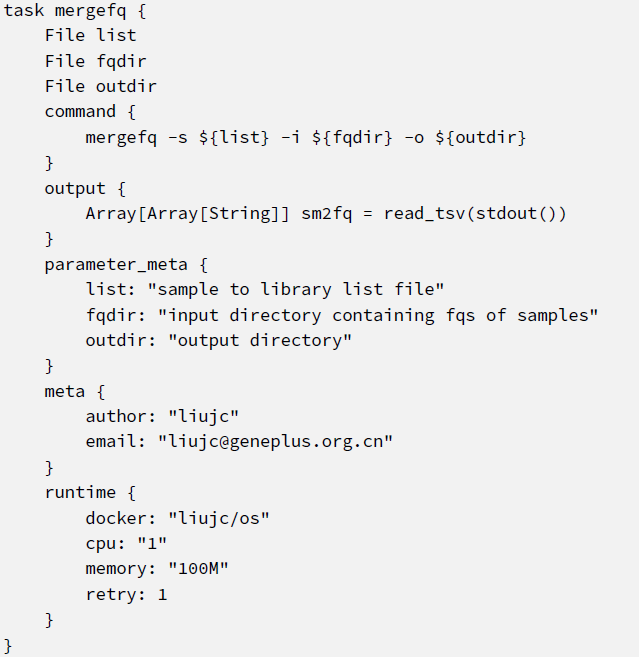 task mergefq {
    File list
    File fqdir
    File outdir
    command {
        mergefq -s ${list} -i ${fqdir} -o ${outdir}
    }
    output {
        Array[Array[String]] sm2fq = read_tsv(stdout())
    }
    parameter_meta {
        list: "sample to library list file"
        fqdir: "input directory containing fqs of samples"
        outdir: "output directory"
    }
    meta {
        author: "liujc"
        email: "liujc@geneplus.org.cn"
    }
    runtime {
        docker: "liujc/os"
        cpu: "1"
        memory: "100M"
        retry: 1
    }
}